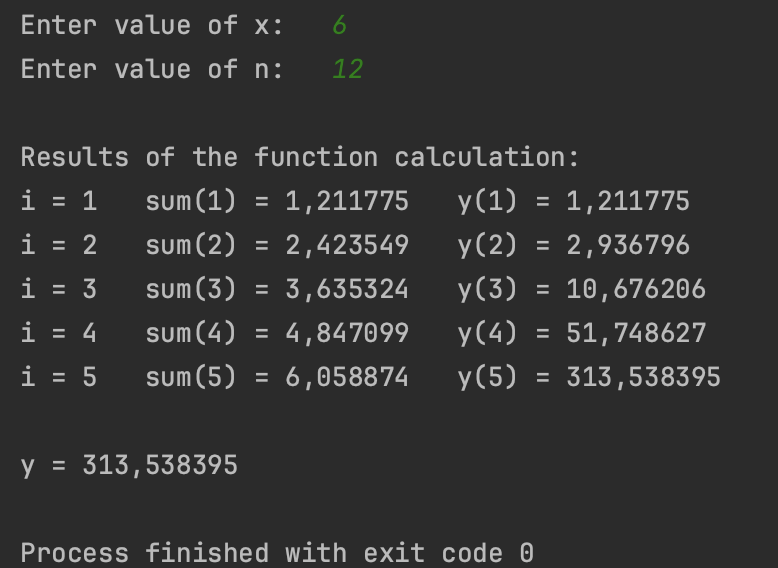 Enter value of x: 6
Enter value of n: 12
Results of the function calculation:
i = 1 sum(1) = 1,211775 y(1) = 1,211775
i = 2 sum(2) = 2,423549 y(2) = 2,936796
i = 3 sum(3) = 3,635324 y(3) = 10,676206
i = 4 sum(4) = 4,847099 y(4) = 51,748627
i = 5 sum(5) = 6,058874 y(5) = 313,538395
y = 313,538395
Process finished with exit code 0